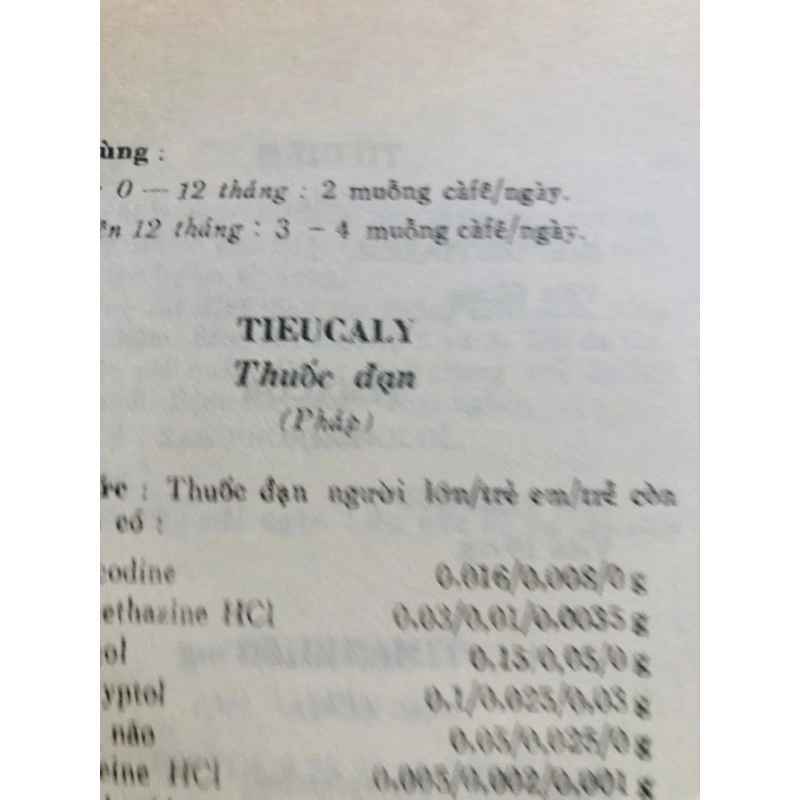 ùng :
0 — 12 tháng : 2 muỗng càfê/ngày.
ên 12 tháng : 3 – 4 muỗng càfê/ngày.
TIEUCALY
Thuốc đạn
(Pháp)
: Thuốc đạn người lớn/trẻ em/trẻ còn
có :
codine 0.016/0.008/0 g
ethazine HCl 0.03/0.01/0.0035 g
ol 0.15/0.05/0 g
yptol 0.1/0.025/0.03 g
não 0.05/0.025/0 g
eine HCl 0.005/0.002/0.001 g